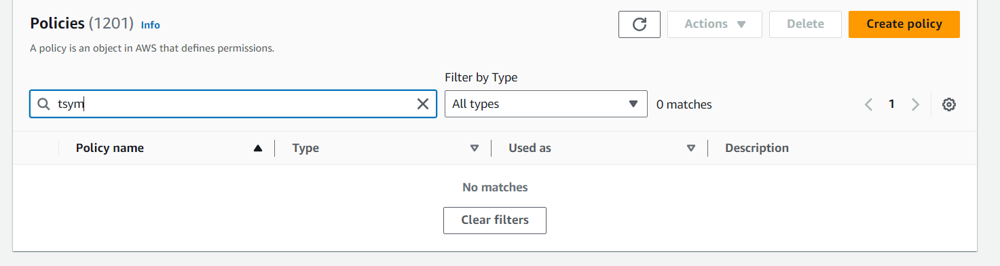 Policies (1201) Info
Actions
Delete
Create policy
A policy is an object in AWS that defines permissions.
Filter by Type
tsym
All types
0 matches
1
Policy name
Type
Used as
Description
No matches
Clear filters